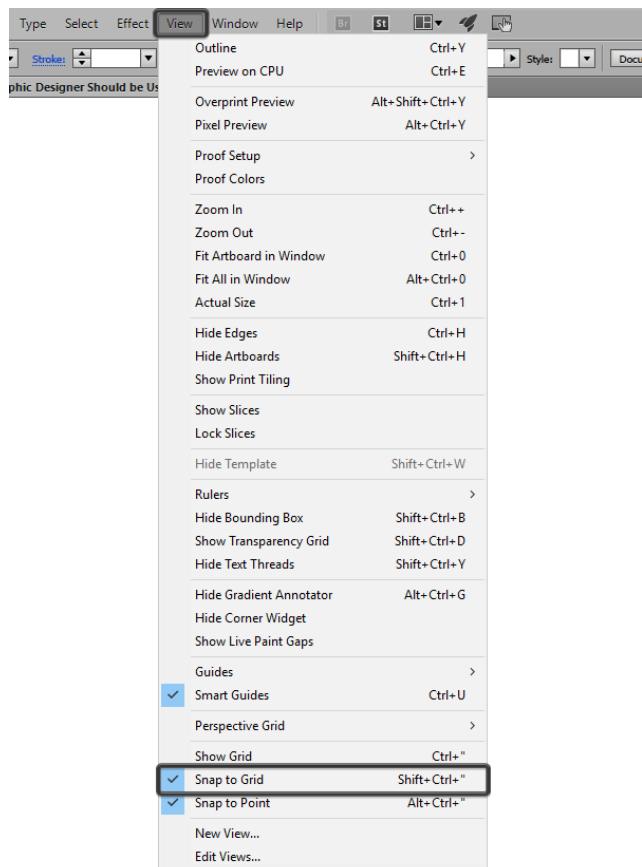 Type Select Effect View Window Help Br St
Stroke: Style: Docu
phic Designer Should be Us
Outline Ctrl+Y
Preview on CPU Ctrl+E
Overprint Preview Alt+Shift+Ctrl+Y
Pixel Preview Alt+Ctrl+Y
Proof Setup >
Proof Colors
Zoom In Ctrl++
Zoom Out Ctrl+-
Fit Artboard in Window Ctrl+0
Fit All in Window Alt+Ctrl+0
Actual Size Ctrl+1
Hide Edges Ctrl+H
Hide Artboards Shift+Ctrl+H
Show Print Tiling
Show Slices
Lock Slices
Hide Template Shift+Ctrl+W
Rulers >
Hide Bounding Box Shift+Ctrl+B
Show Transparency Grid Shift+Ctrl+D
Hide Text Threads Shift+Ctrl+Y
Hide Gradient Annotator Alt+Ctrl+G
Hide Corner Widget
Show Live Paint Gaps
Guides >
Smart Guides Ctrl+U
Perspective Grid >
Show Grid Ctrl+"
Snap to Grid Shift+Ctrl+"
Snap to Point Alt+Ctrl+"
New View...
Edit Views...